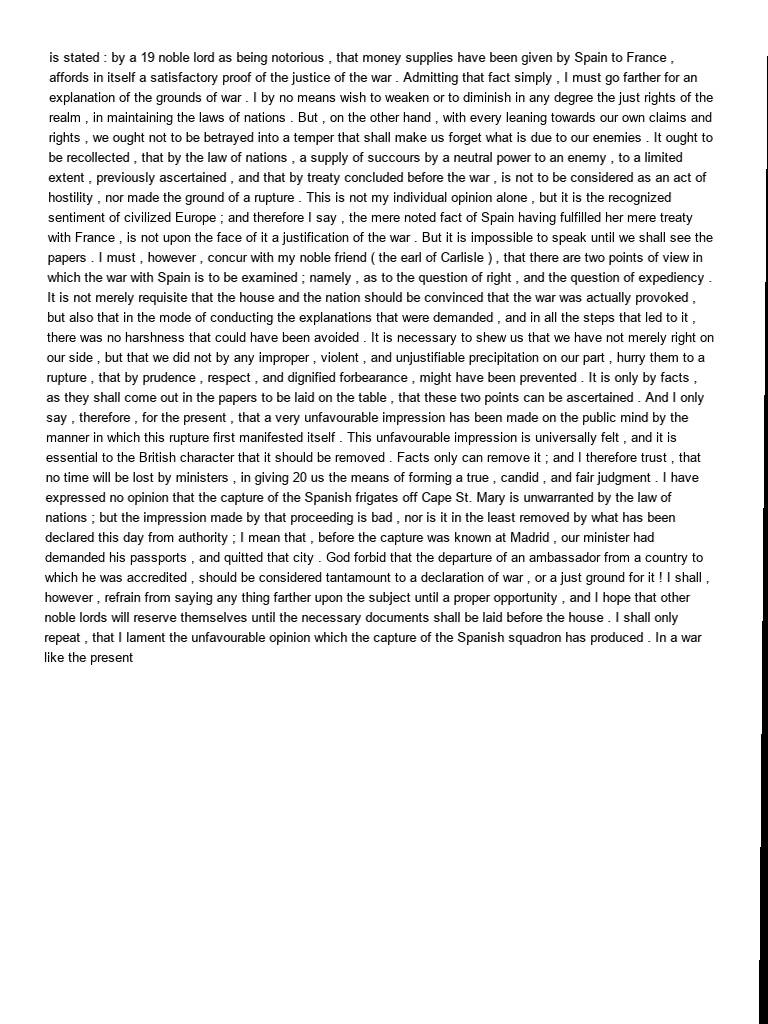 is stated : by a 19 noble lord as being notorious , that money supplies have been given by Spain to France ,
affords in itself a satisfactory proof of the justice of the war . Admitting that fact simply , I must go farther for an
explanation of the grounds of war . I by no means wish to weaken or to diminish in any degree the just rights of the
realm , in maintaining the laws of nations . But , on the other hand , with every leaning towards our own claims and
rights , we ought not to be betrayed into a temper that shall make us forget what is due to our enemies . It ought to
be recollected , that by the law of nations , a supply of succours by a neutral power to an enemy , to a limited
extent , previously ascertained , and that by treaty concluded before the war , is not to be considered as an act of
hostility , nor made the ground of a rupture . This is not my individual opinion alone , but it is the recognized
sentiment of civilized Europe ; and therefore I say , the mere noted fact of Spain having fulfilled her mere treaty
with France , is not upon the face of it a justification of the war . But it is impossible to speak until we shall see the
papers . I must , however , concur with my noble friend ( the earl of Carlisle ) , that there are two points of view in
which the war with Spain is to be examined ; namely , as to the question of right , and the question of expediency .
It is not merely requisite that the house and the nation should be convinced that the war was actually provoked ,
but also that in the mode of conducting the explanations that were demanded , and in all the steps that led to it ,
there was no harshness that could have been avoided . It is necessary to shew us that we have not merely right on
our side , but that we did not by any improper , violent , and unjustifiable precipitation on our part , hurry them to a
rupture , that by prudence , respect , and dignified forbearance , might have been prevented . It is only by facts ,
as they shall come out in the papers to be laid on the table , that these two points can be ascertained . And I only
say , therefore , for the present , that a very unfavourable impression has been made on the public mind by the
manner in which this rupture first manifested itself . This unfavourable impression is universally felt , and it is
essential to the British character that it should be removed . Facts only can remove it ; and I therefore trust , that
no time will be lost by ministers , in giving 20 us the means of forming a true , candid , and fair judgment . I have
expressed no opinion that the capture of the Spanish frigates off Cape St. Mary is unwarranted by the law of
nations ; but the impression made by that proceeding is bad , nor is it in the least removed by what has been
declared this day from authority ; I mean that , before the capture was known at Madrid , our minister had
demanded his passports , and quitted that city . God forbid that the departure of an ambassador from a country to
which he was accredited , should be considered tantamount to a declaration of war , or a just ground for it ! I shall ,
however , refrain from saying any thing farther upon the subject until a proper opportunity , and I hope that other
noble lords will reserve themselves until the necessary documents shall be laid before the house . I shall only
repeat , that I lament the unfavourable opinion which the capture of the Spanish squadron has produced . In a war
like the present